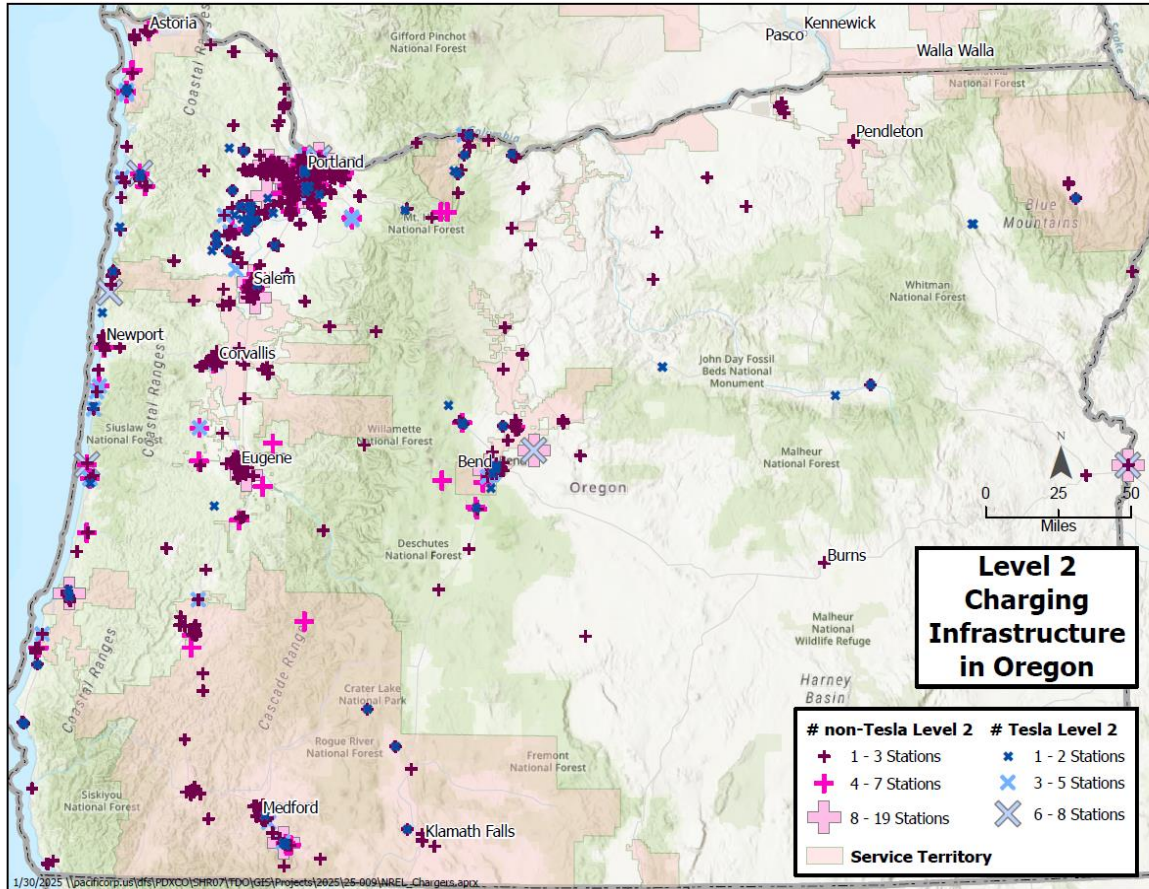 Astoria
Coastal Ranges
Gifford Pinchot
National Forest
Kennewick
Pasco
Walla Walla
Columbia
Pendleton
Portland
Blue
Mountains
National Forest
Salem
Whitman
National Forest
Newport
Corvallis
John Day Fossil
Beds National
Monument
Coastal Ranges
Siuslaw
National Forest
Willamette
National Forest
Eugene
Bend
Oregon
Malheur
National Forest
N
0 25 50
Miles
Deschutes
National Forest
Burns
Level 2
Charging
Infrastructure
in Oregon
Malheur
National
Wildlife Refuge
Coastal Ranges
Cascade Range
Crater Lake
National Park
Harney
Basin
Rogue River
National Forest
Fremont
National Forest
Siskiyou
National Forest
Medford
Klamath Falls
# non-Tesla Level 2 # Tesla Level 2
1 - 3 Stations 1 - 2 Stations
4 - 7 Stations 3 - 5 Stations
8 - 19 Stations 6 - 8 Stations
Service Territory
1/30/2025 \\pacificorp.us\dfs\PDXCO\SHR07\TDO\GIS\Projects\2025\25-009\NREL_Chargers.aprx